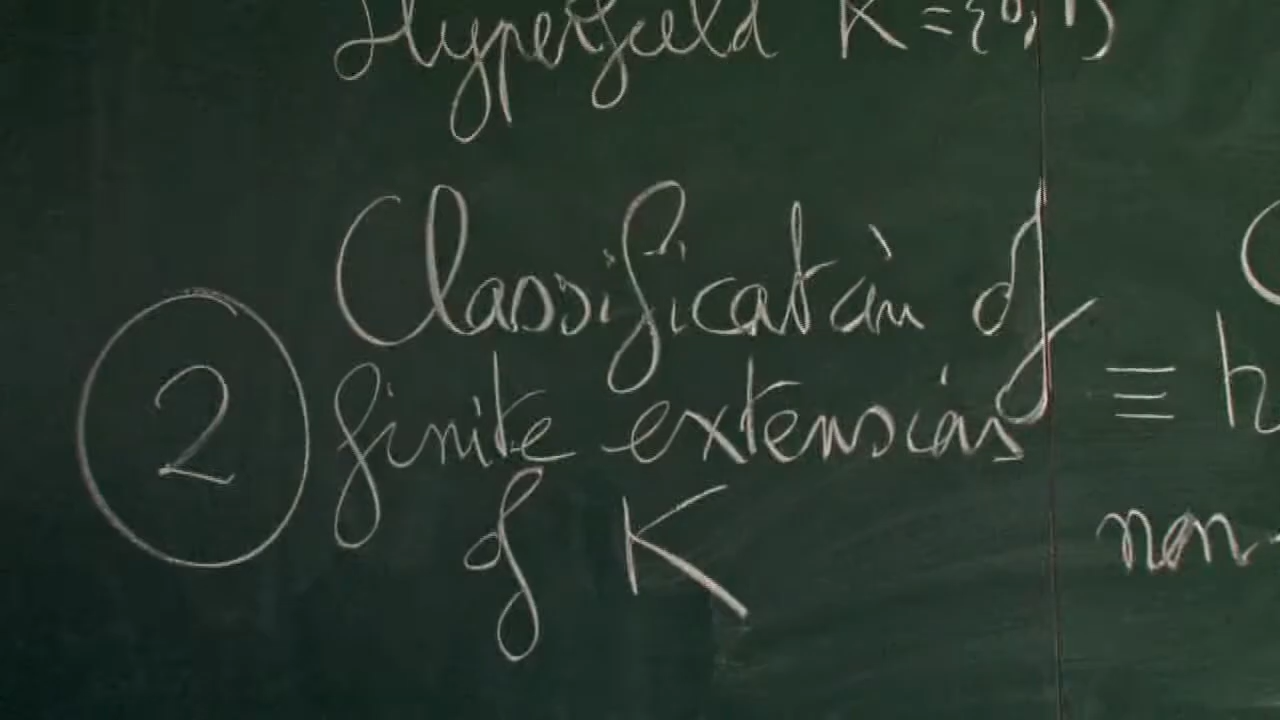 Hyperfield K = {0, 1}
Classification of
② finite extensions ≡ h
of K non-